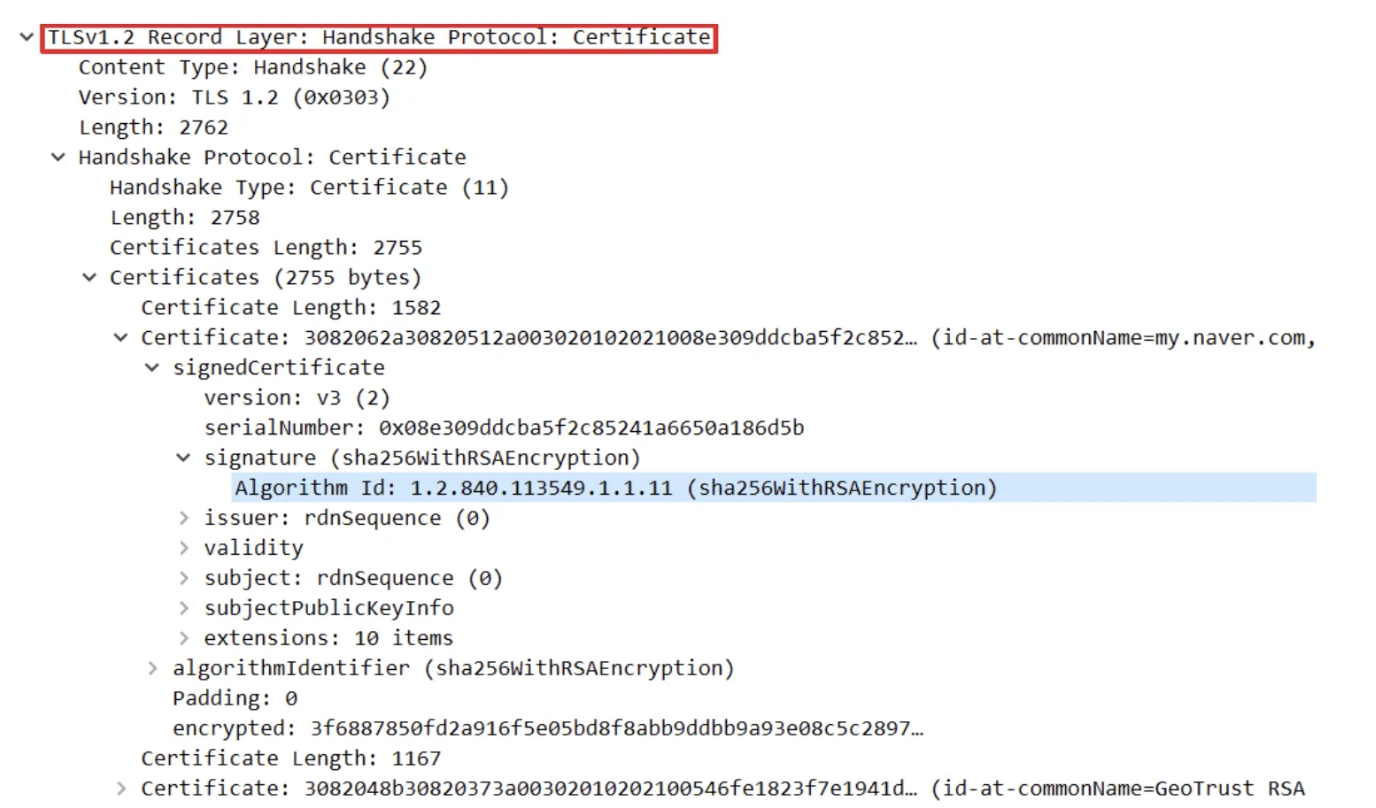 TLSv1.2 Record Layer: Handshake Protocol: Certificate
Content Type: Handshake (22)
Version: TLS 1.2 (0x0303)
Length: 2762
Handshake Protocol: Certificate
Handshake Type: Certificate (11)
Length: 2758
Certificates Length: 2755
Certificates (2755 bytes)
Certificate Length: 1582
Certificate: 3082062a30820512a003020102021008e309ddcba5f2c852… (id-at-commonName=my.naver.com,
signedCertificate
version: v3 (2)
serialNumber: 0x08e309ddcba5f2c85241a6650a186d5b
signature (sha256WithRSAEncryption)
Algorithm Id: 1.2.840.113549.1.1.11 (sha256WithRSAEncryption)
issuer: rdnSequence (0)
validity
subject: rdnSequence (0)
subjectPublicKeyInfo
extensions: 10 items
algorithmIdentifier (sha256WithRSAEncryption)
Padding: 0
encrypted: 3f6887850fd2a916f5e05bd8f8abb9ddbb9a93e08c5c2897…
Certificate Length: 1167
Certificate: 3082048b30820373a00302010202100546fe1823f7e1941d… (id-at-commonName=GeoTrust RSA